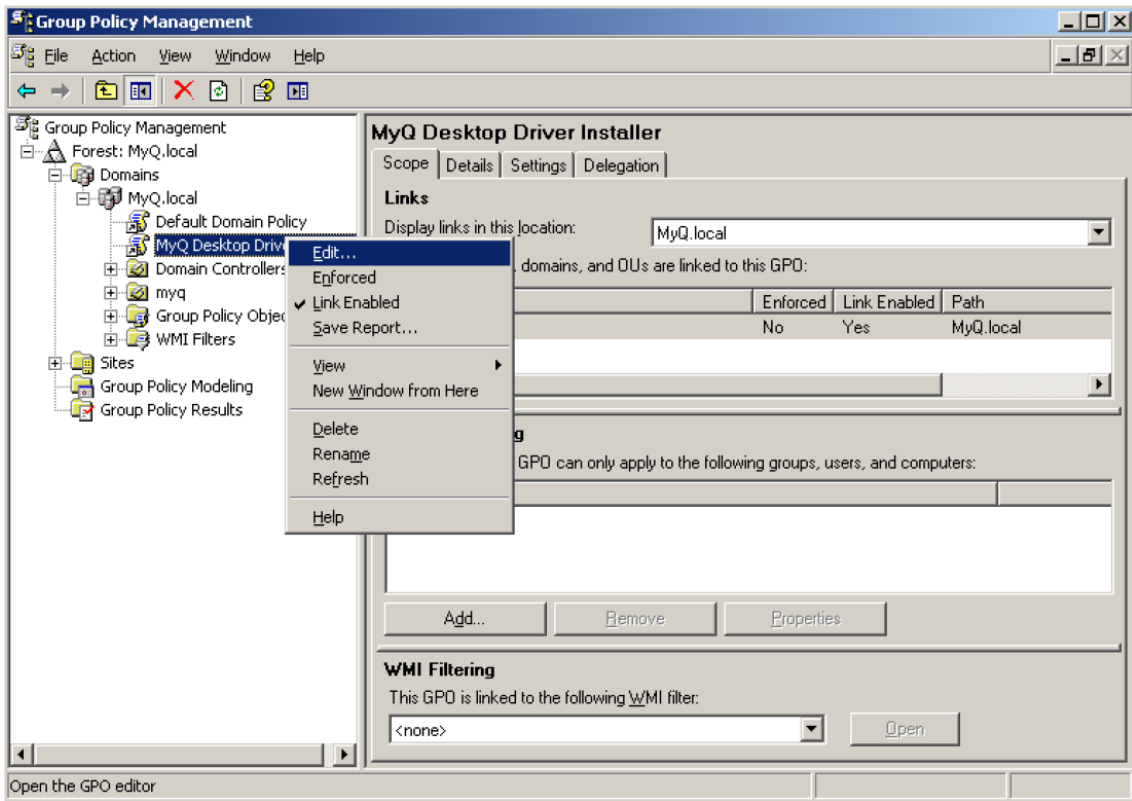 Group Policy Management
File Action View Window Help
Group Policy Management
Forest: MyQ.local
Domains
MyQ.local
Default Domain Policy
MyQ Desktop Drive
Domain Controllers
myq
Group Policy Objec
WMI Filters
Sites
Group Policy Modeling
Group Policy Results
Edit...
Enforced
Link Enabled
Save Report...
View
New Window from Here
Delete
Rename
Refresh
Help
MyQ Desktop Driver Installer
Scope Details Settings Delegation
Links
Display links in this location: MyQ.local
, domains, and OUs are linked to this GPO:
Enforced Link Enabled Path
No Yes MyQ.local
g
GPO can only apply to the following groups, users, and computers:
Add... Remove Properties
WMI Filtering
This GPO is linked to the following WMI filter:
<none> Open
Open the GPO editor